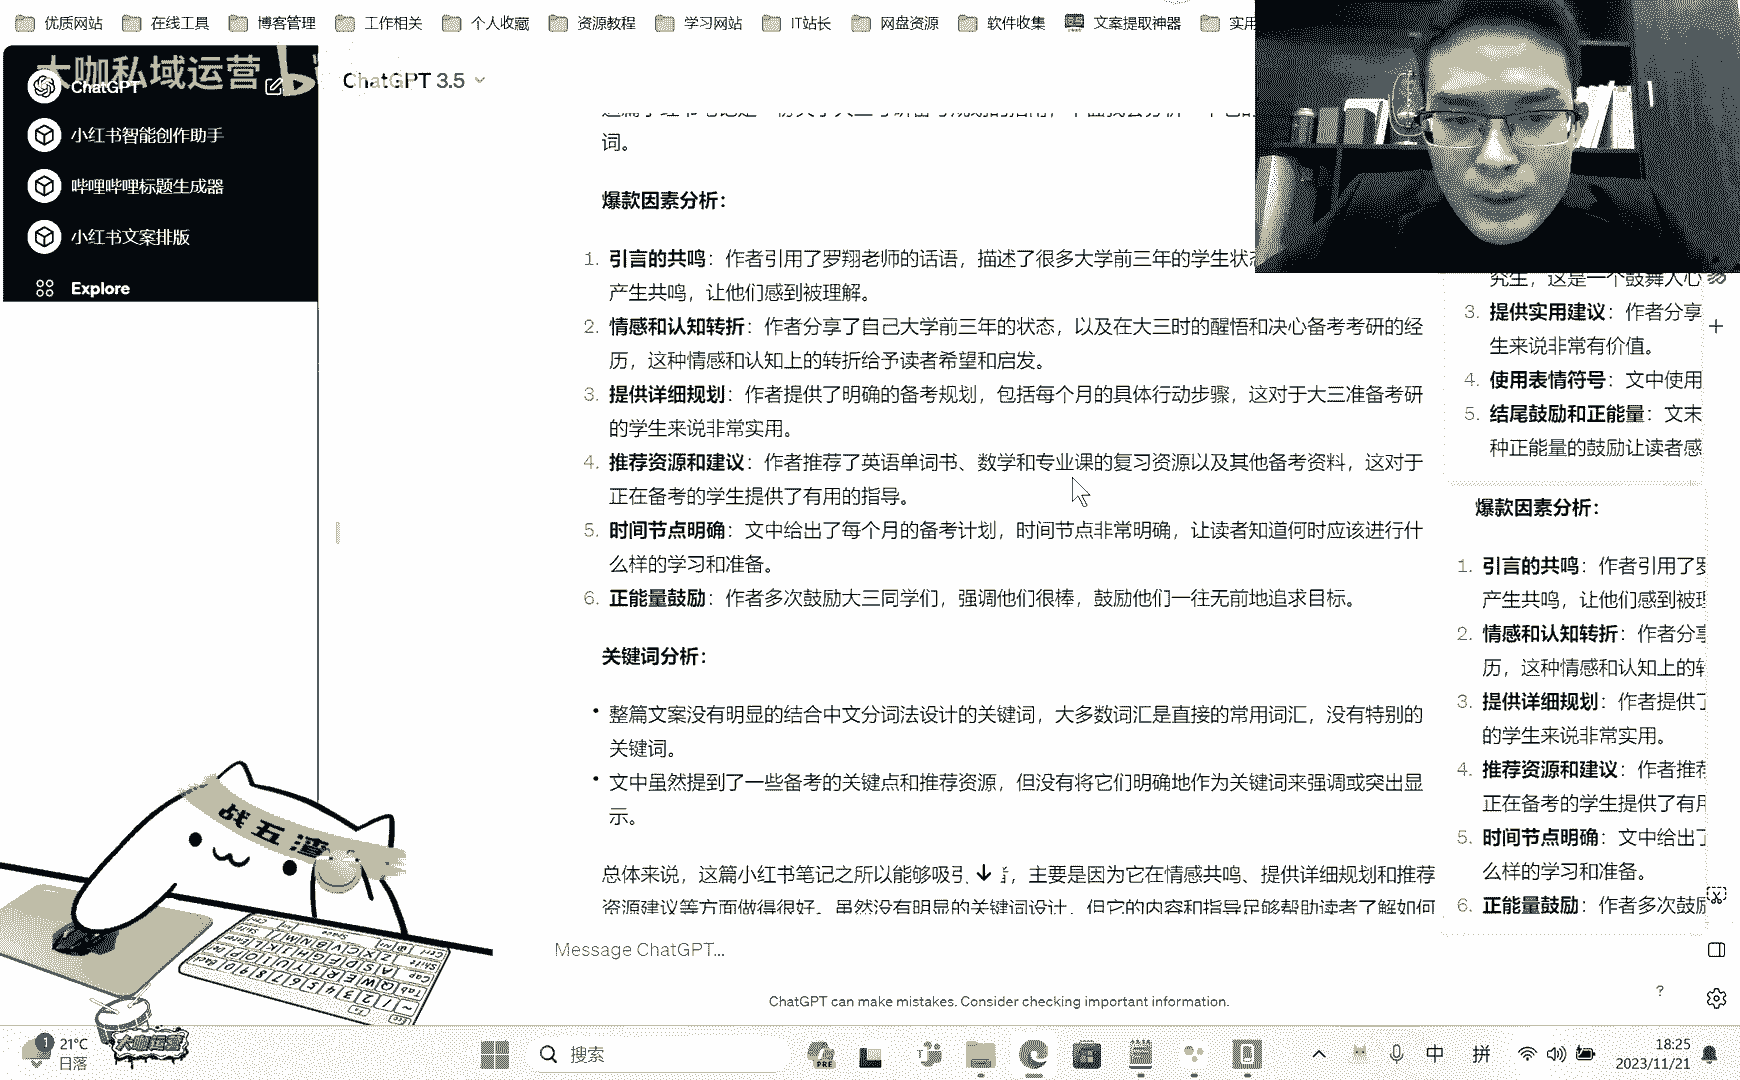 优质网站 在线工具 博客管理 工作相关 个人收藏 资源教程 学习网站 IT站长 网盘资源 软件收集 文案提取神器
大咖私域运营
ChatGPT
小红书智能创作助手
哔哩哔哩标题生成器
小红书文案排版
Explore
ChatGPT 3.5
词。
爆款因素分析：
1. 引言的共鸣：作者引用了罗翔老师的话语，描述了很多大学前三年的学生状态
产生共鸣，让他们感到被理解。
2. 情感和认知转折：作者分享了自己大学前三年的状态，以及在大三时的醒悟和决心备考考研的经
历，这种情感和认知上的转折给予读者希望和启发。
3. 提供详细规划：作者提供了明确的备考规划，包括每个月的具体行动步骤，这对于大三准备考研
的学生来说非常实用。
4. 推荐资源和建议：作者推荐了英语单词书、数学和专业课的复习资源以及其他备考资料，这对于
正在备考的学生提供了有用的指导。
5. 时间节点明确：文中给出了每个月的备考计划，时间节点非常明确，让读者知道何时应该进行什
么样的学习和准备。
6. 正能量鼓励：作者多次鼓励大三同学们，强调他们很棒，鼓励他们一往无前地追求目标。
关键词分析：
• 整篇文案没有明显的结合中文分词法设计的关键词，大多数词汇是直接的常用词汇，没有特别的
关键词。
• 文中虽然提到了一些备考的关键点和推荐资源，但没有将它们明确地作为关键词来强调或突出显
示。
总体来说，这篇小红书笔记之所以能够吸引，主要是因为它在情感共鸣、提供详细规划和推荐
资源建议等方面做得很好。虽然没有明显的关键词设计，但它的内容和指导足够帮助读者了解如何
Message ChatGPT...
ChatGPT can make mistakes. Consider checking important information.
究生，这是一个鼓舞人心
3. 提供实用建议：作者分享
生来说非常有价值。
4. 使用表情符号：文中使用
5. 结尾鼓励和正能量：文末
种正能量的鼓励让读者感
爆款因素分析：
1. 引言的共鸣：作者引用了罗
产生共鸣，让他们感到被理
2. 情感和认知转折：作者分享
历，这种情感和认知上的转
3. 提供详细规划：作者提供了
的学生来说非常实用。
4. 推荐资源和建议：作者推荐
正在备考的学生提供了有用
5. 时间节点明确：文中给出了
么样的学习和准备。
6. 正能量鼓励：作者多次鼓励
?
战五渣
大咖运营
1
21°C
日落
搜索
PRE
中
拼
18:25
2023/11/21